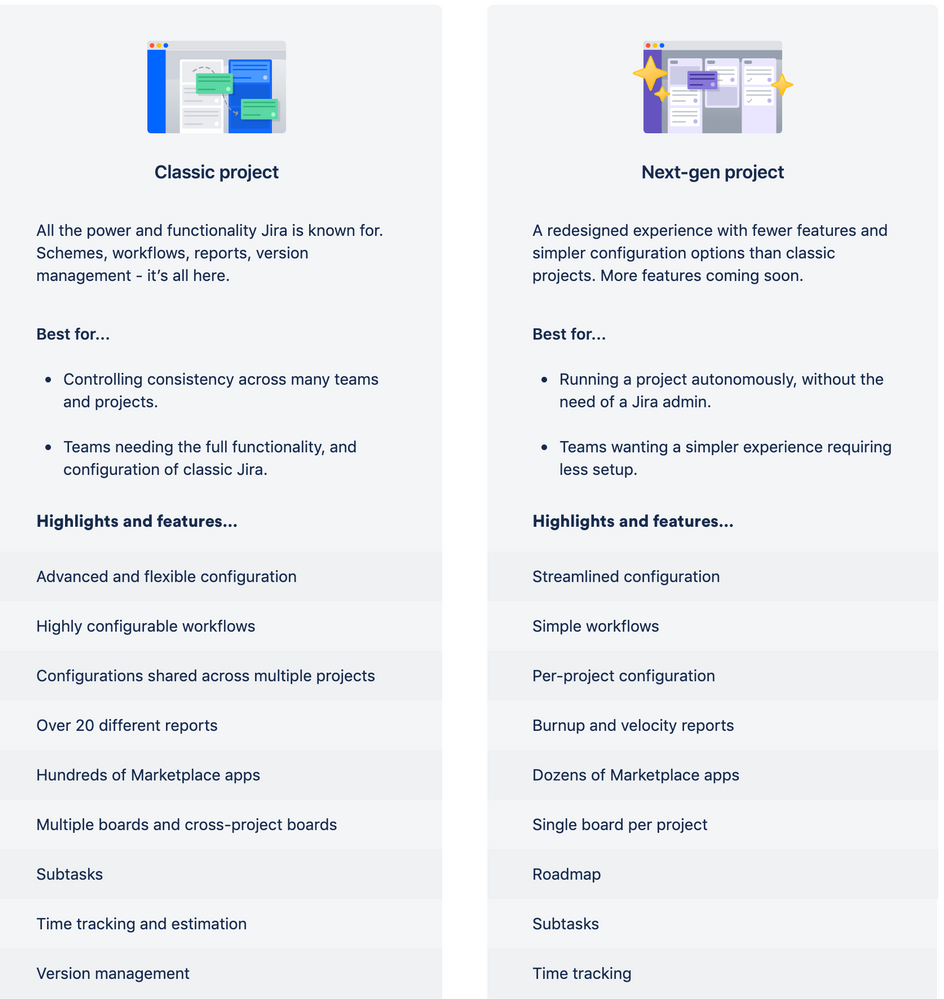 Classic project
All the power and functionality Jira is known for.
Schemes, workflows, reports, version
management - it’s all here.
Best for...
• Controlling consistency across many teams
and projects.
• Teams needing the full functionality, and
configuration of classic Jira.
Highlights and features...
Advanced and flexible configuration
Highly configurable workflows
Configurations shared across multiple projects
Over 20 different reports
Hundreds of Marketplace apps
Multiple boards and cross-project boards
Subtasks
Time tracking and estimation
Version management
Next-gen project
A redesigned experience with fewer features and
simpler configuration options than classic
projects. More features coming soon.
Best for...
• Running a project autonomously, without the
need of a Jira admin.
• Teams wanting a simpler experience requiring
less setup.
Highlights and features...
Streamlined configuration
Simple workflows
Per-project configuration
Burnup and velocity reports
Dozens of Marketplace apps
Single board per project
Roadmap
Subtasks
Time tracking